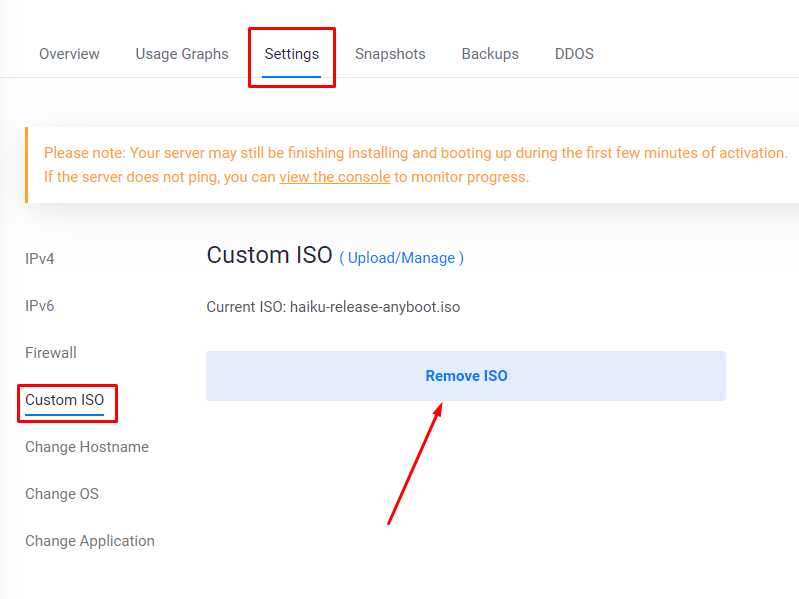 Overview Usage Graphs Settings Snapshots Backups DDOS
Please note: Your server may still be finishing installing and booting up during the first few minutes of activation.
If the server does not ping, you can view the console to monitor progress.
IPv4
IPv6
Firewall
Custom ISO
Change Hostname
Change OS
Change Application
Custom ISO ( Upload/Manage )
Current ISO: haiku-release-anyboot.iso
Remove ISO